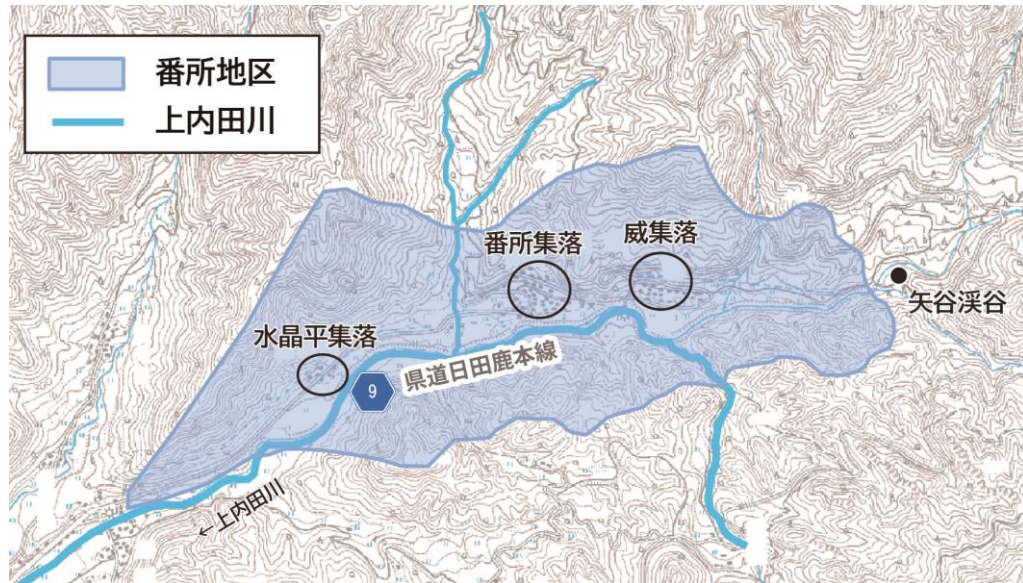 番所地区
上内田川
番所集落
威集落
矢谷渓谷
水晶平集落
県道日田鹿本線
9
←上内田川